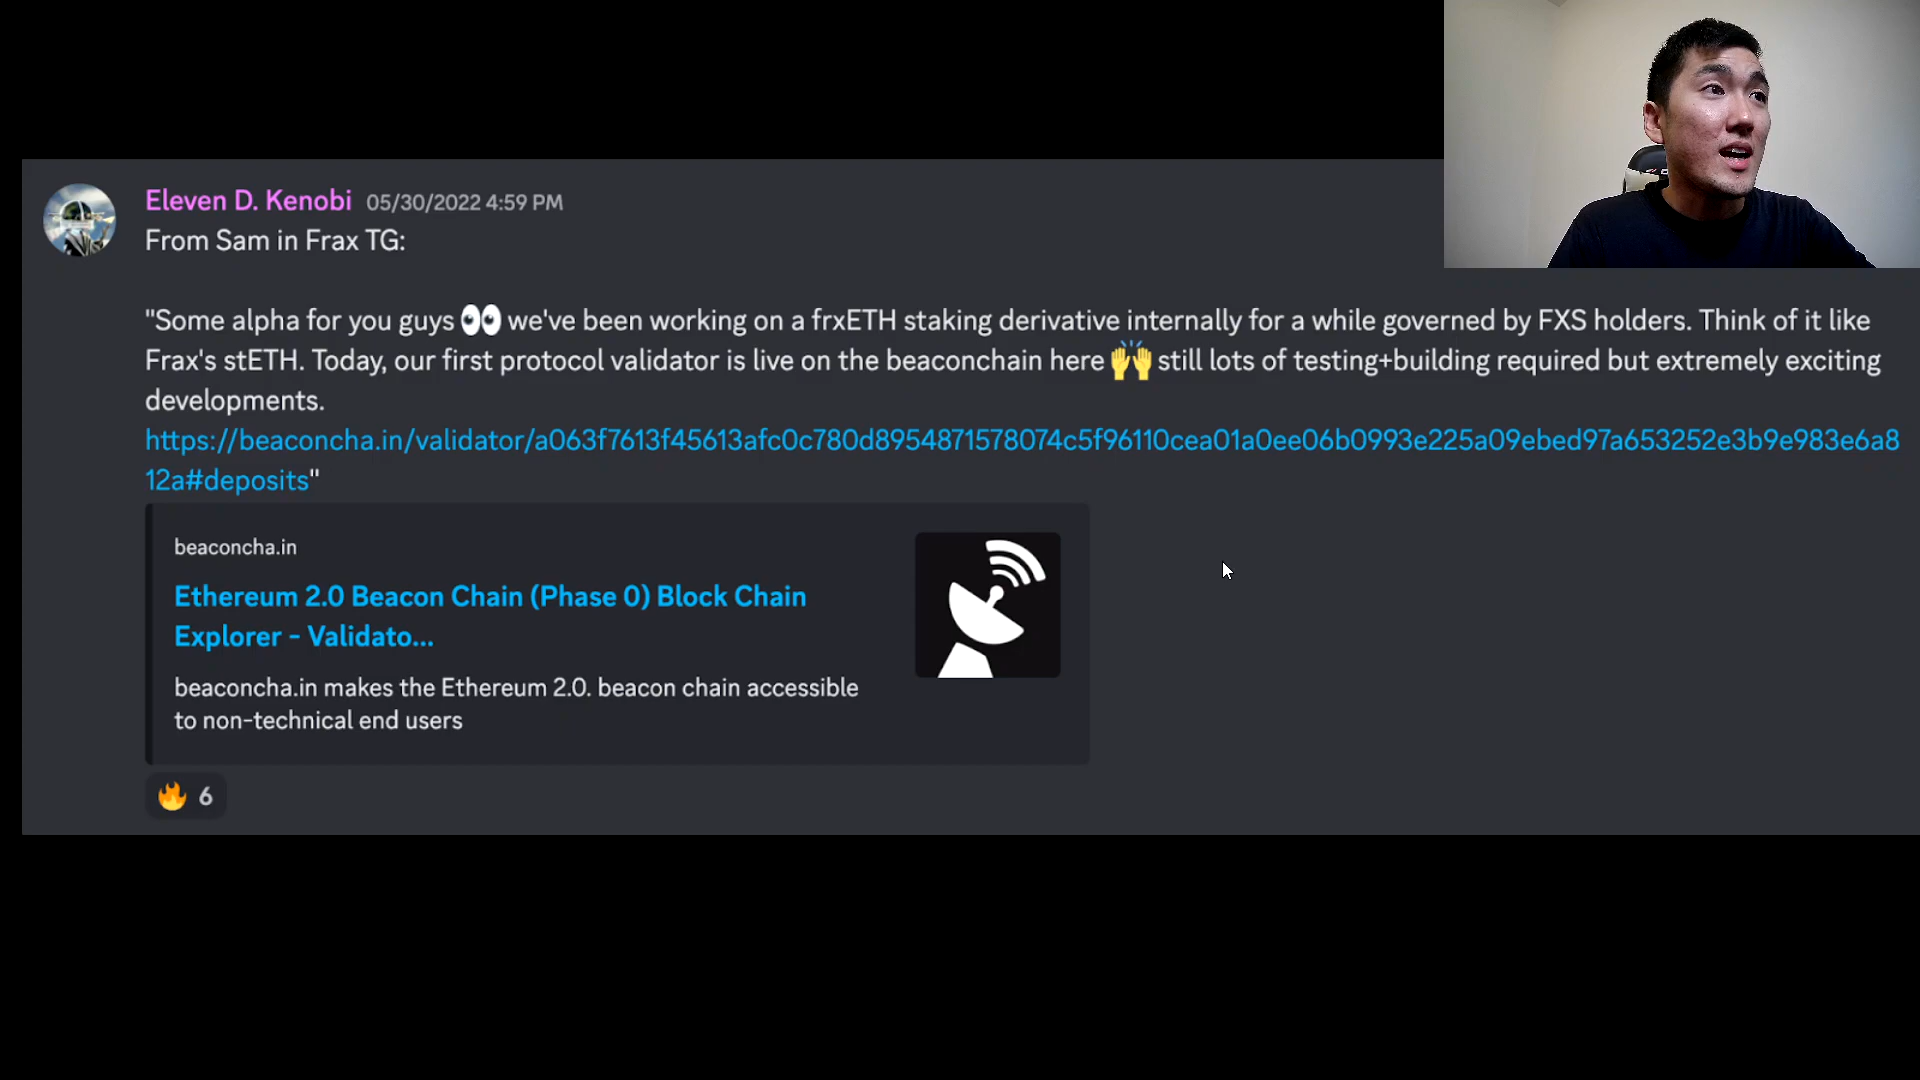 Eleven D. Kenobi 05/30/2022 4:59 PM
From Sam in Frax TG:
"Some alpha for you guys 👀 we've been working on a frxETH staking derivative internally for a while governed by FXS holders. Think of it like
Frax's stETH. Today, our first protocol validator is live on the beaconchain here 🙌 still lots of testing+building required but extremely exciting
developments.
https://beaconcha.in/validator/a063f7613f45613afc0c780d8954871578074c5f96110cea01a0ee06b0993e225a09ebed97a653252e3b9e983e6a8
12a#deposits"
beaconcha.in
Ethereum 2.0 Beacon Chain (Phase 0) Block Chain
Explorer - Validato...
beaconcha.in makes the Ethereum 2.0. beacon chain accessible
to non-technical end users
🔥 6